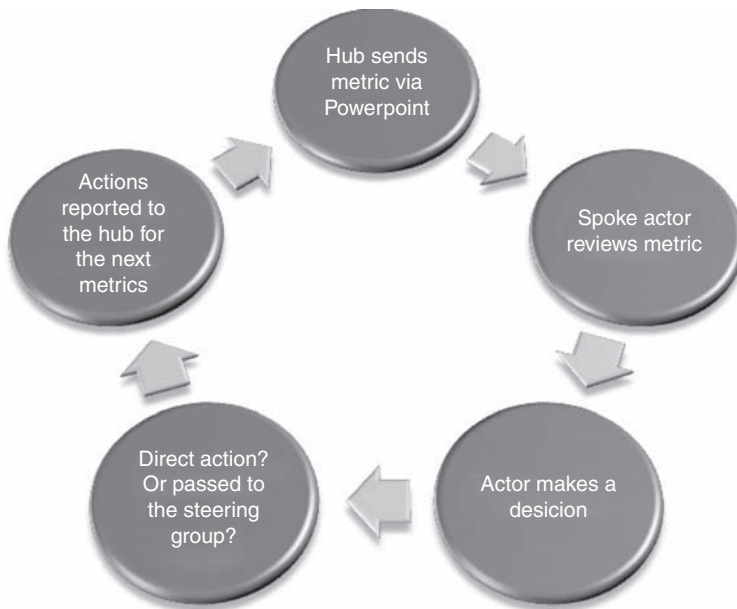 Hub sends
metric via
Powerpoint
Spoke actor
reviews metric
Actor makes a
desicion
Direct action?
Or passed to
the steering
group?
Actions
reported to
the hub for
the next
metrics